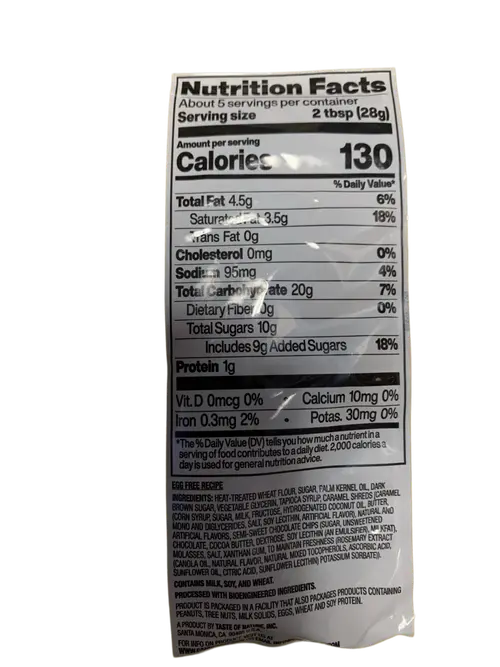 Nutrition Facts
About 5 servings per container
Serving size 2 tbsp (28g)
Amount per serving
Calories 130
% Daily Value*
Total Fat 4.5g 6%
Saturated Fat 3.5g 18%
Trans Fat 0g
Cholesterol 0mg 0%
Sodium 95mg 4%
Total Carbohydrate 20g 7%
Dietary Fiber 0g 0%
Total Sugars 10g
Includes 9g Added Sugars 18%
Protein 1g
Vit. D 0mcg 0% • Calcium 10mg 0%
Iron 0.3mg 2% • Potas. 30mg 0%
*The % Daily Value (DV) tells you how much a nutrient in a
serving of food contributes to a daily diet. 2,000 calories a
day is used for general nutrition advice.
EGG FREE RECIPE
INGREDIENTS: HEAT-TREATED WHEAT FLOUR, SUGAR, PALM KERNEL OIL, DARK
BROWN SUGAR, VEGETABLE GLYCERIN, TAPIOCA SYRUP, CARAMEL SHREDS (CARAMEL
(CORN SYRUP, SUGAR, MILK, FRUCTOSE, HYDROGENATED COCONUT OIL, BUTTER,
MONO AND DIGLYCERIDES, SALT, SOY LECITHIN, ARTIFICIAL FLAVOR), NATURAL AND
ARTIFICIAL FLAVORS, SEMI-SWEET CHOCOLATE CHIPS (SUGAR, UNSWEETENED
CHOCOLATE, COCOA BUTTER, DEXTROSE, SOY LECITHIN (AN EMULSIFIER), MILKFAT),
MOLASSES, SALT, XANTHAN GUM, TO MAINTAIN FRESHNESS (ROSEMARY EXTRACT
(CANOLA OIL, NATURAL FLAVOR, NATURAL MIXED TOCOPHEROLS, ASCORBIC ACID,
SUNFLOWER OIL, CITRIC ACID, SUNFLOWER LECITHIN) POTASSIUM SORBATE)).
CONTAINS MILK, SOY, AND WHEAT.
PROCESSED WITH BIOENGINEERED INGREDIENTS.
PRODUCT IS PACKAGED IN A FACILITY THAT ALSO PACKAGES PRODUCTS CONTAINING
PEANUTS, TREE NUTS, MILK SOLIDS, EGGS, WHEAT AND SOY PROTEIN.
A PRODUCT BY TASTE OF NATURE, INC.
SANTA MONICA, CA
FOR INFO ON